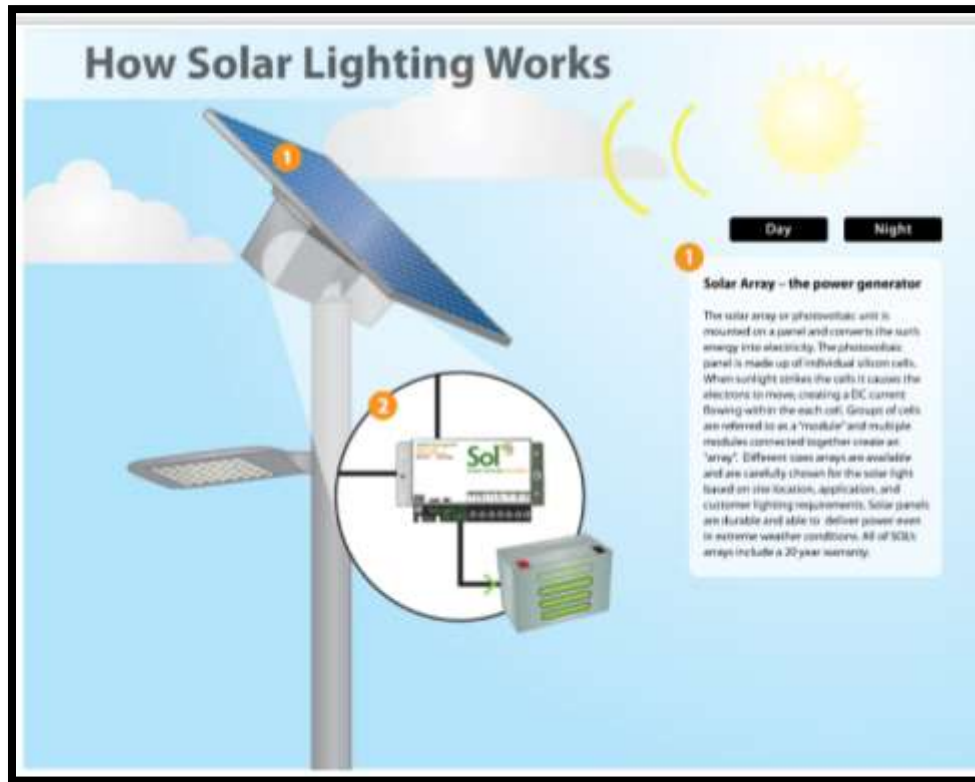 How Solar Lighting Works
1
Day
Night
1
Solar Array – the power generator
The solar array or photovoltaic unit is
mounted on a panel and converts the sun's
energy into electricity. The photovoltaic
panel is made up of individual silicon cells.
When sunlight strikes the cells it causes the
electrons to move, creating a DC current
flowing within the each cell. Groups of cells
are referred to as a "module" and multiple
modules connected together create an
"array". Different sizes arrays are available
and are carefully chosen for the solar light
based on site location, application, and
customer lighting requirements. Solar panels
are durable and able to deliver power even
in extreme weather conditions. All of SOL's
arrays include a 20 year warranty.
2
Sol